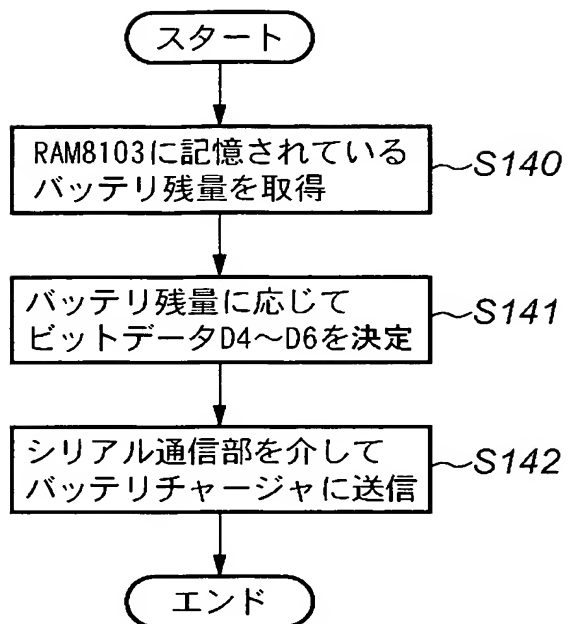 スタート
RAM8103に記憶されている
バッテリ残量を取得
S140
バッテリ残量に応じて
ビットデータD4～D6を決定
S141
シリアル通信部を介して
バッテリチャージャに送信
S142
エンド